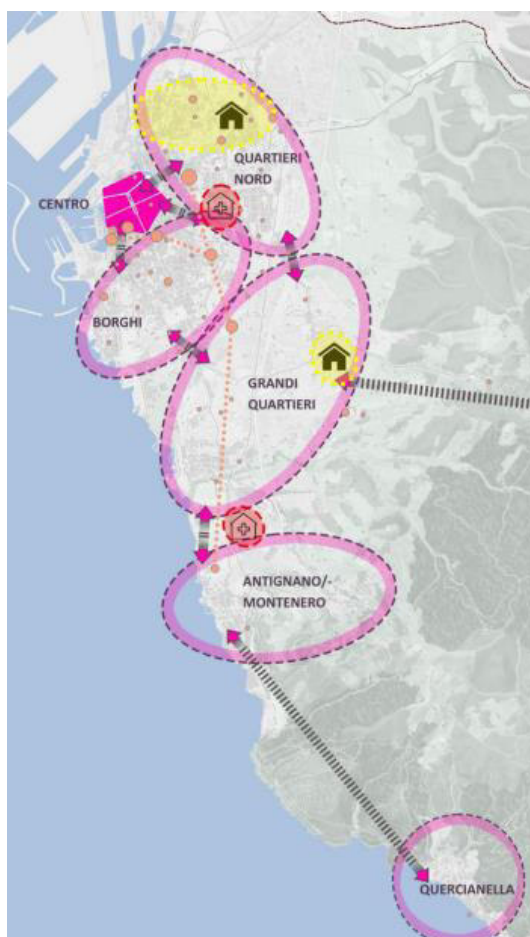 QUARTIERI
NORD
CENTRO
BORGHI
GRANDI
QUARTIERI
ANTIGNANO/-
MONTENERO
QUERCIANELLA